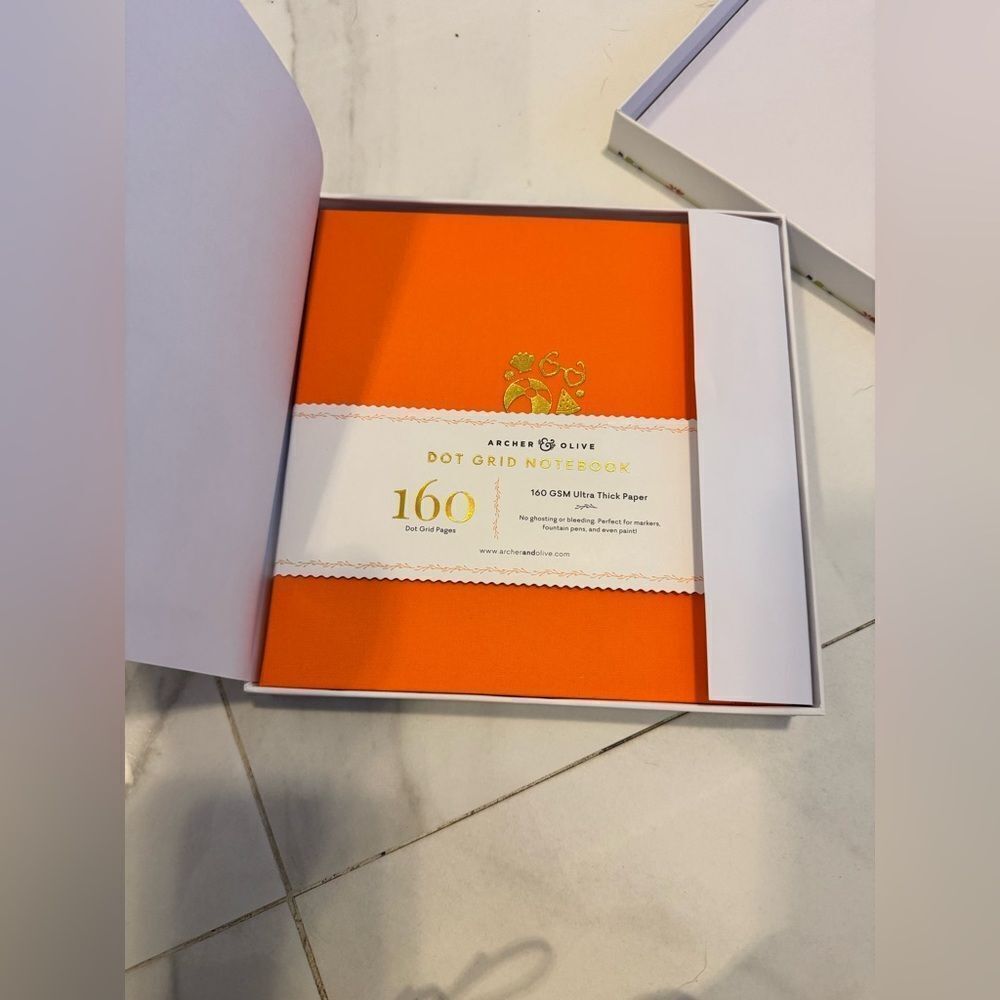 ARCHER & OLIVE
DOT GRID NOTEBOOK
160
Dot Grid Pages
160 GSM Ultra Thick Paper
No ghosting or bleeding. Perfect for markers,
fountain pens, and even paint!
www.archerandolive.com